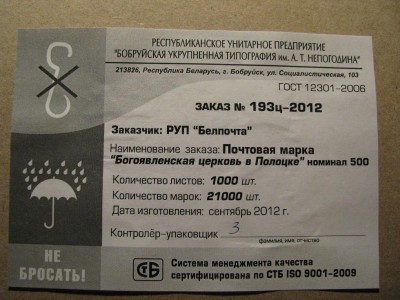 РЕСПУБЛИКАНСКОЕ УНИТАРНОЕ ПРЕДПРИЯТИЕ
"БОБРУЙСКАЯ УКРУПНЕННАЯ ТИПОГРАФИЯ им. А. Т. НЕПОГОДИНА"
213826, Республика Беларусь, г. Бобруйск, ул. Социалистическая, 103
ГОСТ 12301-2006
ЗАКАЗ № 193ц-2012
Заказчик: РУП "Белпочта"
Наименование заказа: Почтовая марка
"Богоявленская церковь в Полоцке" номинал 500
Количество листов: 1000 шт.
Количество марок: 21000 шт.
Дата изготовления: сентябрь 2012 г.
Контролёр-упаковщик 3
фамилия, имя, отчество
НЕ
БРОСАТЬ!
СТБ
Система менеджмента качества
сертифицирована по СТБ ISO 9001-2009